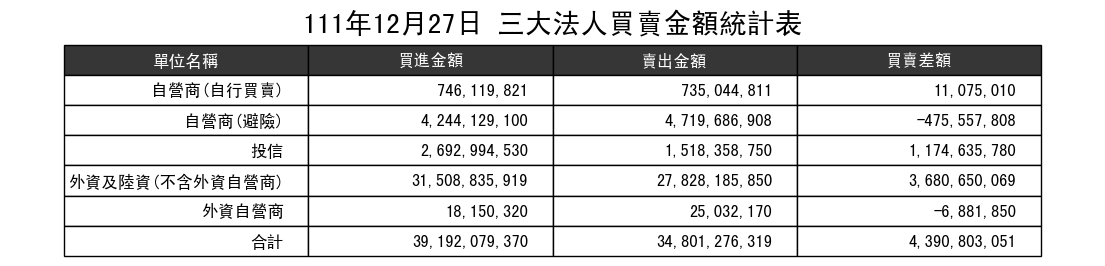 111年12月27日 三大法人買賣金額統計表
單位名稱 買進金額 賣出金額 買賣差額
自營商(自行買賣) 746,119,821 735,044,811 11,075,010
自營商(避險) 4,244,129,100 4,719,686,908 -475,557,808
投信 2,692,994,530 1,518,358,750 1,174,635,780
外資及陸資(不含外資自營商) 31,508,835,919 27,828,185,850 3,680,650,069
外資自營商 18,150,320 25,032,170 -6,881,850
合計 39,192,079,370 34,801,276,319 4,390,803,051